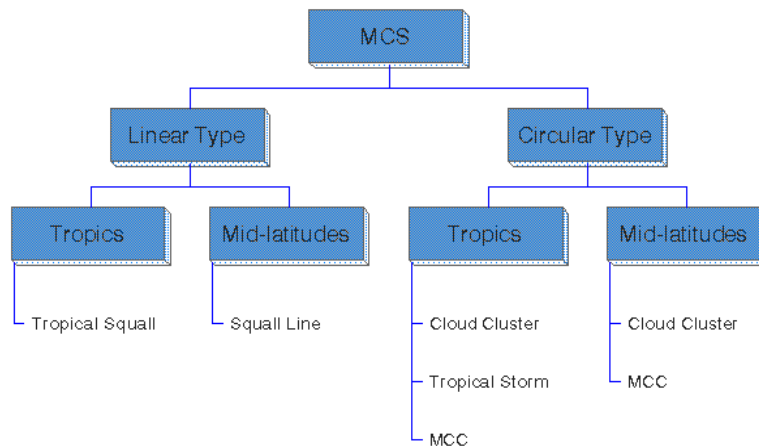 MCS
Linear Type
Circular Type
Tropics
Mid-latitudes
Tropics
Mid-latitudes
Tropical Squall
Squall Line
Cloud Cluster
Cloud Cluster
Tropical Storm
MCC
MCC